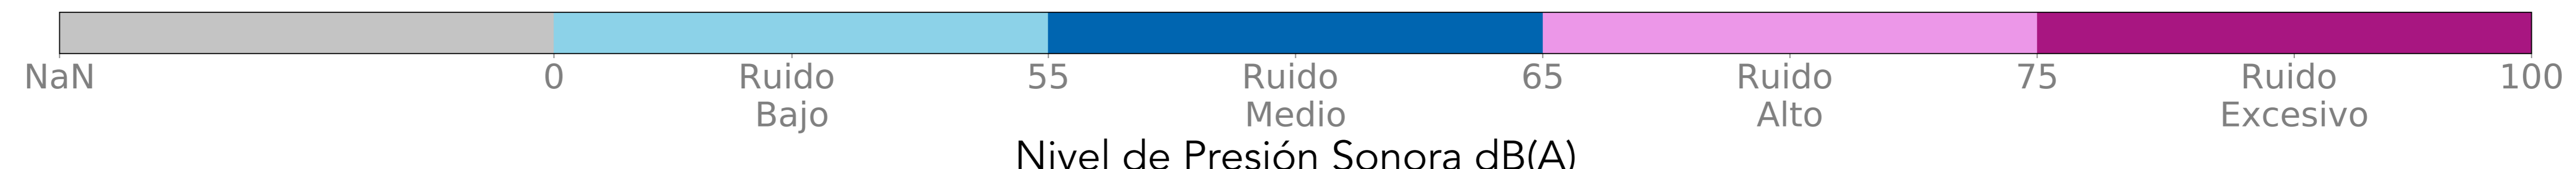 NaN 0 Ruido 55 Ruido 65 Ruido 75 Ruido 100
Bajo Medio Alto Excesivo
Nivel de Presión Sonora dB(A)